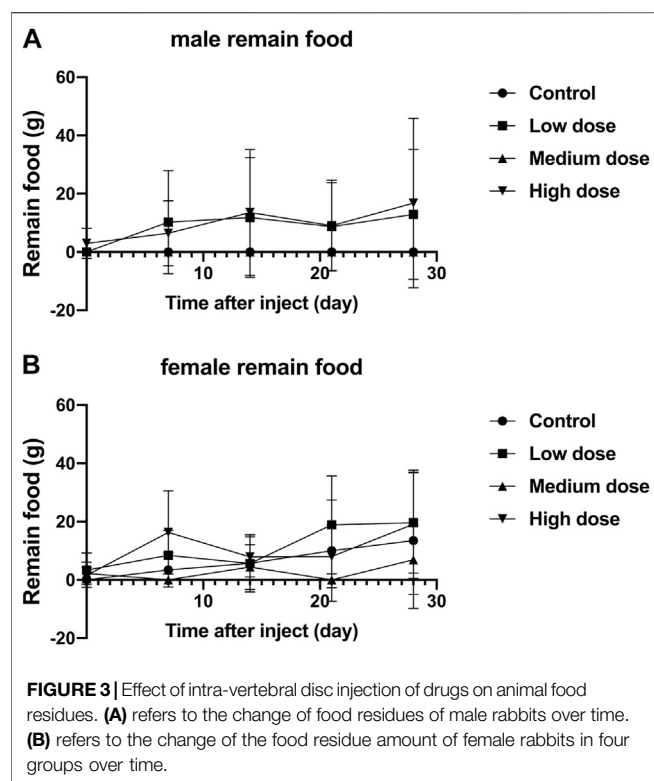 A
male remain food
60
40
20
0
-20
Remain food (g)
10
20
30
Time after inject (day)
Control
Low dose
Medium dose
High dose
B
female remain food
60
40
20
0
-20
Remain food (g)
10
20
30
Time after inject (day)
Control
Low dose
Medium dose
High dose
FIGURE 3 | Effect of intra-vertebral disc injection of drugs on animal food
residues. (A) refers to the change of food residues of male rabbits over time.
(B) refers to the change of the food residue amount of female rabbits in four
groups over time.